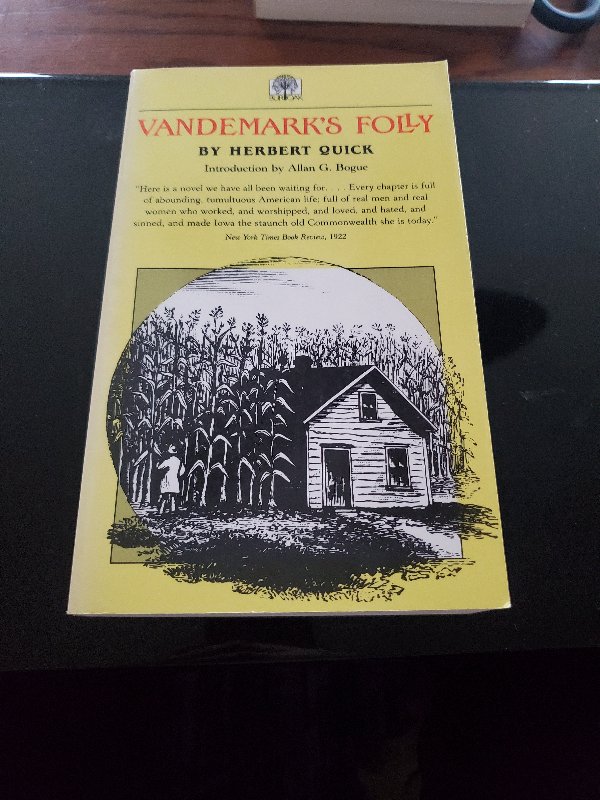 BUR OAK
VANDEMARK'S FOLLY
BY HERBERT QUICK
Introduction by Allan G. Bogue
"Here is a novel we have all been waiting for. . . . Every chapter is full
of abounding, tumultuous American life; full of real men and real
women who worked, and worshipped, and loved, and hated, and
sinned, and made Iowa the staunch old Commonwealth she is today."
New York Times Book Review, 1922